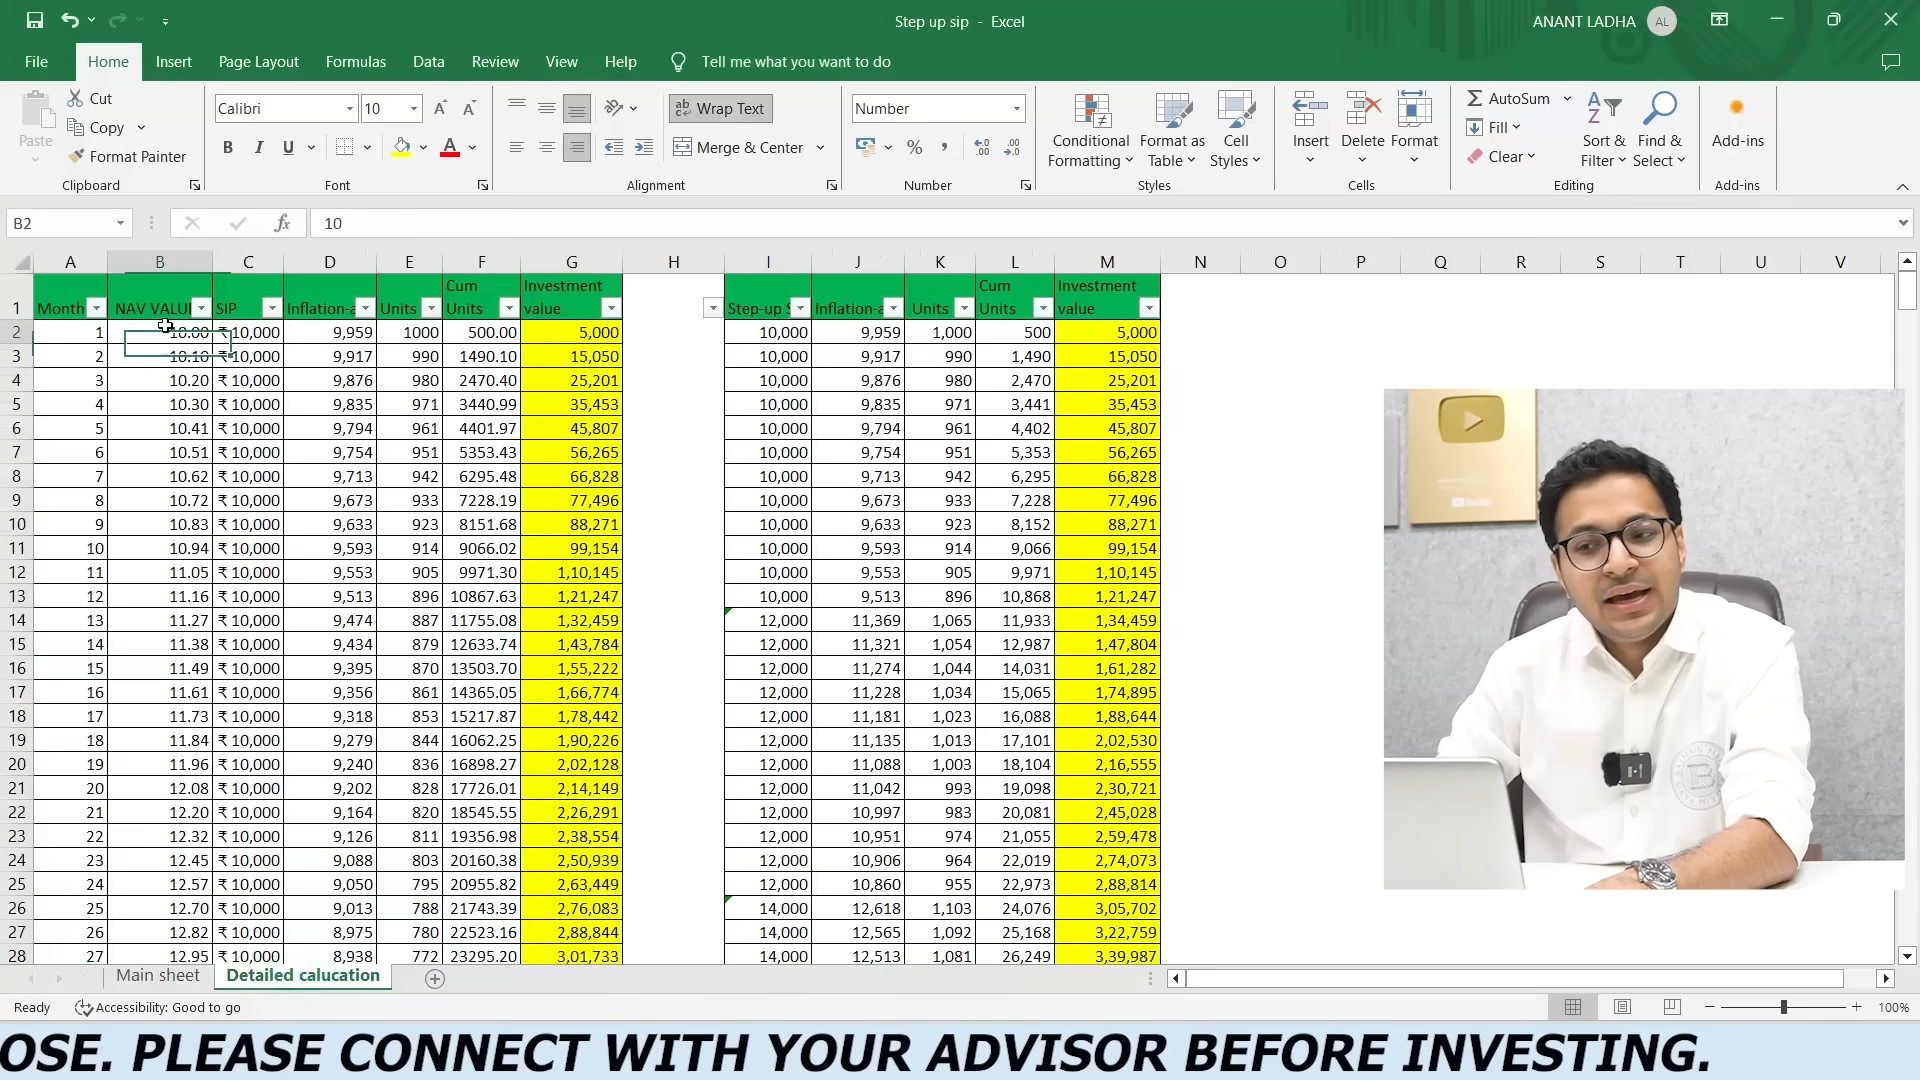 Step up sip - Excel
ANANT LADHA AL
File Home Insert Page Layout Formulas Data Review View Help Tell me what you want to do
Paste
Cut
Copy
Format Painter
Clipboard
Calibri 10
B I U
Font
Wrap Text
Merge & Center
Alignment
Number
%
Number
Conditional Formatting
Format as Table
Cell Styles
Styles
Insert
Delete
Format
Cells
AutoSum
Fill
Clear
Sort & Filter
Find & Select
Editing
Add-ins
Add-ins
B2 fx 10
A B C D E F G H I J K L M N O P Q R S T U V
1 Month NAV VALU SIP Inflation-a Units Cum Units Investment value Step-up S Inflation-a Units Cum Units Investment value
2 1 10.00 ₹ 10,000 9,959 1000 500.00 5,000 10,000 9,959 1,000 500 5,000
3 2 10.10 ₹ 10,000 9,917 990 1490.10 15,050 10,000 9,917 990 1,490 15,050
4 3 10.20 ₹ 10,000 9,876 980 2470.40 25,201 10,000 9,876 980 2,470 25,201
5 4 10.30 ₹ 10,000 9,835 971 3440.99 35,453 10,000 9,835 971 3,441 35,453
6 5 10.41 ₹ 10,000 9,794 961 4401.97 45,807 10,000 9,794 961 4,402 45,807
7 6 10.51 ₹ 10,000 9,754 951 5353.43 56,265 10,000 9,754 951 5,353 56,265
8 7 10.62 ₹ 10,000 9,713 942 6295.48 66,828 10,000 9,713 942 6,295 66,828
9 8 10.72 ₹ 10,000 9,673 933 7228.19 77,496 10,000 9,673 933 7,228 77,496
10 9 10.83 ₹ 10,000 9,633 923 8151.68 88,271 10,000 9,633 923 8,152 88,271
11 10 10.94 ₹ 10,000 9,593 914 9066.02 99,154 10,000 9,593 914 9,066 99,154
12 11 11.05 ₹ 10,000 9,553 905 9971.30 1,10,145 10,000 9,553 905 9,971 1,10,145
13 12 11.16 ₹ 10,000 9,513 896 10867.63 1,21,247 10,000 9,513 896 10,868 1,21,247
14 13 11.27 ₹ 10,000 9,474 887 11755.08 1,32,459 12,000 11,369 1,065 11,933 1,34,459
15 14 11.38 ₹ 10,000 9,434 879 12633.74 1,43,784 12,000 11,321 1,054 12,987 1,47,804
16 15 11.49 ₹ 10,000 9,395 870 13503.70 1,55,222 12,000 11,274 1,044 14,031 1,61,282
17 16 11.61 ₹ 10,000 9,356 861 14365.05 1,66,774 12,000 11,228 1,034 15,065 1,74,895
18 17 11.73 ₹ 10,000 9,318 853 15217.87 1,78,442 12,000 11,181 1,023 16,088 1,88,644
19 18 11.84 ₹ 10,000 9,279 844 16062.25 1,90,226 12,000 11,135 1,013 17,101 2,02,530
20 19 11.96 ₹ 10,000 9,240 836 16898.27 2,02,128 12,000 11,088 1,003 18,104 2,16,555
21 20 12.08 ₹ 10,000 9,202 828 17726.01 2,14,149 12,000 11,042 993 19,098 2,30,721
22 21 12.20 ₹ 10,000 9,164 820 18545.55 2,26,291 12,000 10,997 983 20,081 2,45,028
23 22 12.32 ₹ 10,000 9,126 811 19356.98 2,38,554 12,000 10,951 974 21,055 2,59,478
24 23 12.45 ₹ 10,000 9,088 803 20160.38 2,50,939 12,000 10,906 964 22,019 2,74,073
25 24 12.57 ₹ 10,000 9,050 795 20955.82 2,63,449 12,000 10,860 955 22,973 2,88,814
26 25 12.70 ₹ 10,000 9,013 788 21743.39 2,76,083 14,000 12,618 1,103 24,076 3,05,702
27 26 12.82 ₹ 10,000 8,975 780 22523.16 2,88,844 14,000 12,565 1,092 25,168 3,22,759
28 27 12.95 ₹ 10,000 8,938 772 23295.20 3,01,733 14,000 12,513 1,081 26,249 3,39,987
Main sheet Detailed calucation
Ready Accessibility: Good to go 100%
OSE. PLEASE CONNECT WITH YOUR ADVISOR BEFORE INVESTING.